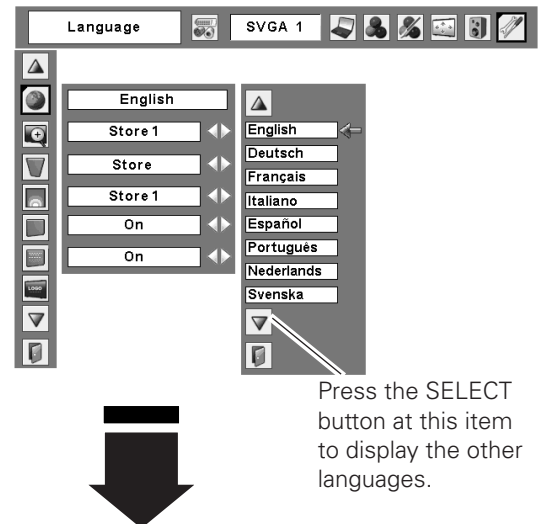 Language
SVGA 1
English
Store 1
Store
Store 1
On
On
English
Deutsch
Français
Italiano
Español
Português
Nederlands
Svenska
LOGO
Press the SELECT
button at this item
to display the other
languages.